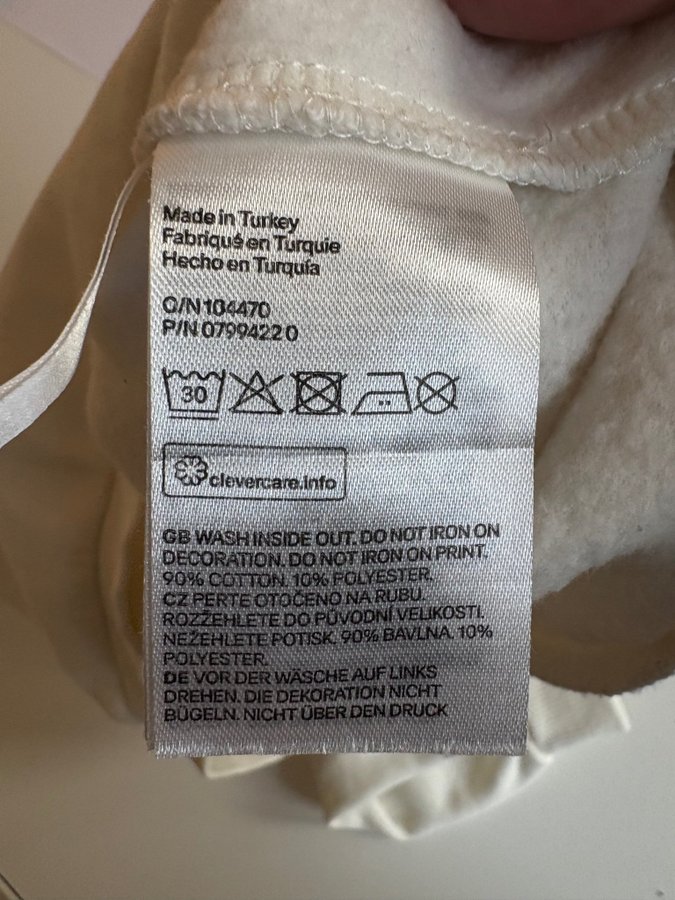 Made in Turkey
Fabriqué en Turquie
Hecho en Turquía
O/N 104470
P/N 0799422 0
30
clevercare.info
GB WASH INSIDE OUT. DO NOT IRON ON
DECORATION. DO NOT IRON ON PRINT.
90% COTTON. 10% POLYESTER.
CZ PERTE OTOČENO NA RUBU.
ROZŽEHLETE DO PŮVODNÍ VELIKOSTI.
NEŽEHLETE POTISK. 90% BAVLNA. 10%
POLYESTER.
DE VOR DER WÄSCHE AUF LINKS
DREHEN. DIE DEKORATION NICHT
BÜGELN. NICHT ÜBER DEN DRUCK